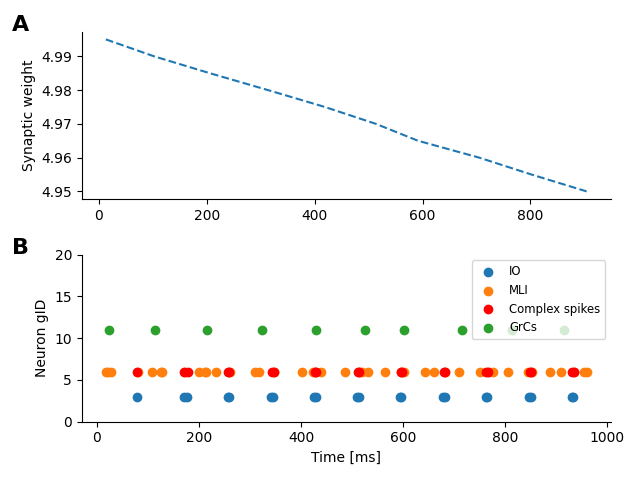 A
Synaptic weight
4.99
4.98
4.97
4.96
4.95
0 200 400 600 800
B
Neuron gID
20
15
10
5
0
IO
MLI
Complex spikes
GrCs
0 200 400 600 800 1000
Time [ms]